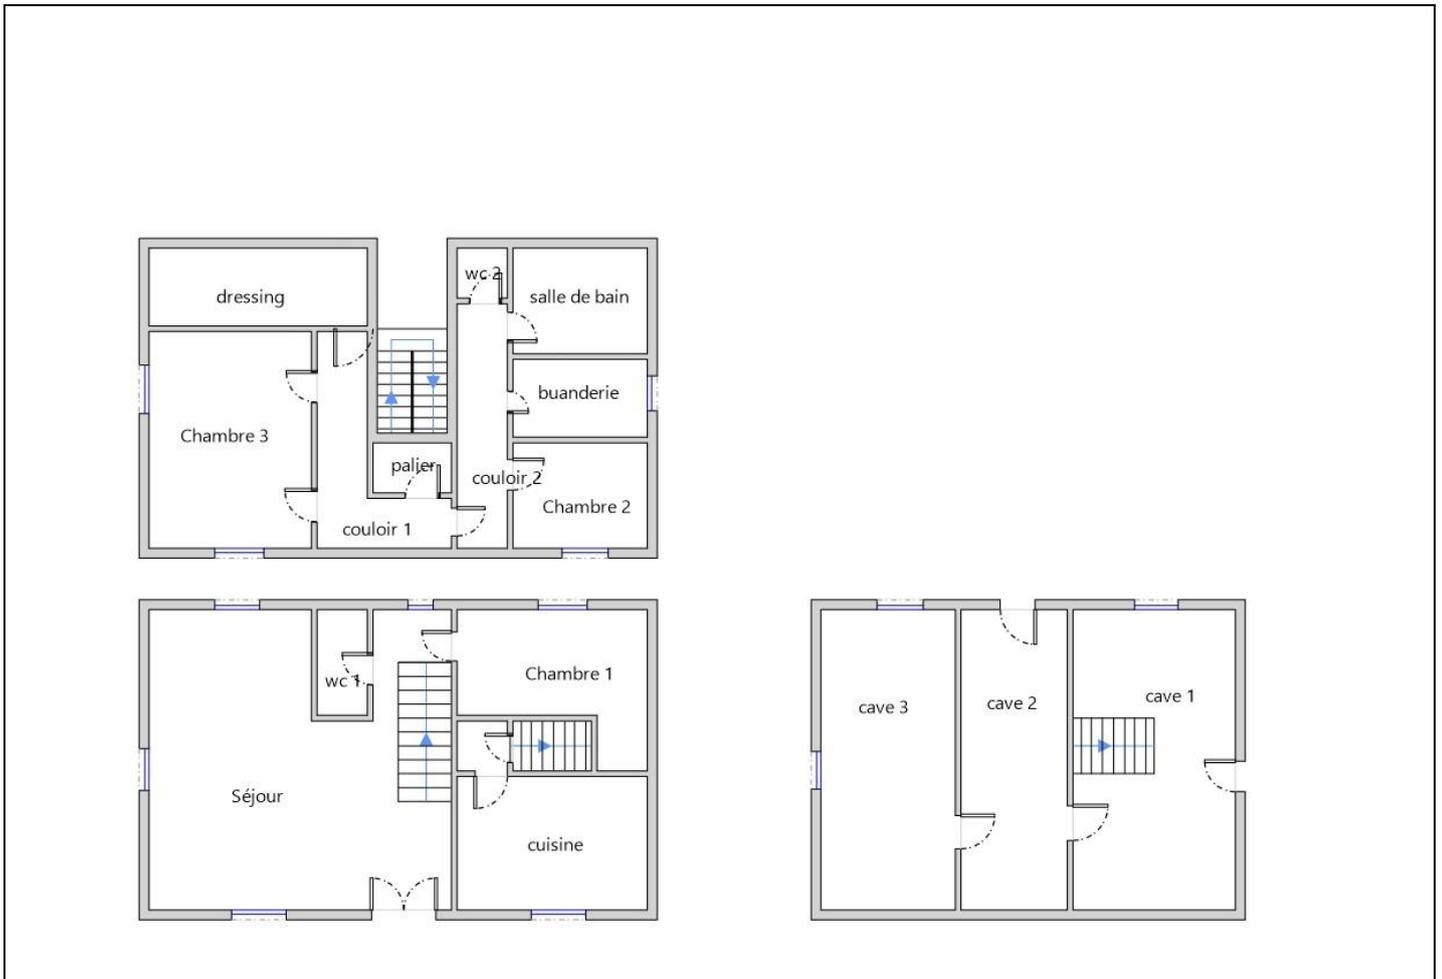 wc 2
dressing
salle de bain
buanderie
Chambre 3
palier
couloir 2
Chambre 2
couloir 1
Chambre 1
wc 1
Séjour
cuisine
cave 1
cave 2
cave 3